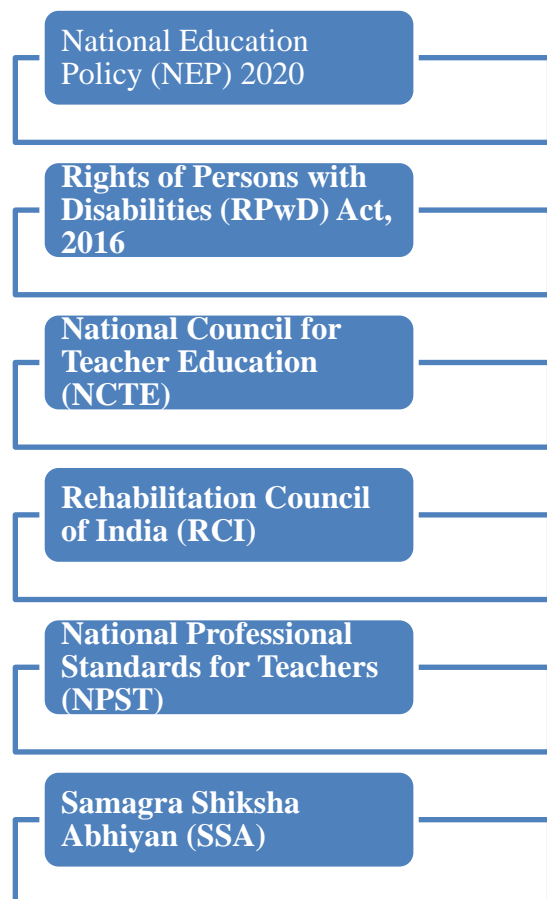 National Education
Policy (NEP) 2020
Rights of Persons with
Disabilities (RPwD) Act,
2016
National Council for
Teacher Education
(NCTE)
Rehabilitation Council
of India (RCI)
National Professional
Standards for Teachers
(NPST)
Samagra Shiksha
Abhiyan (SSA)